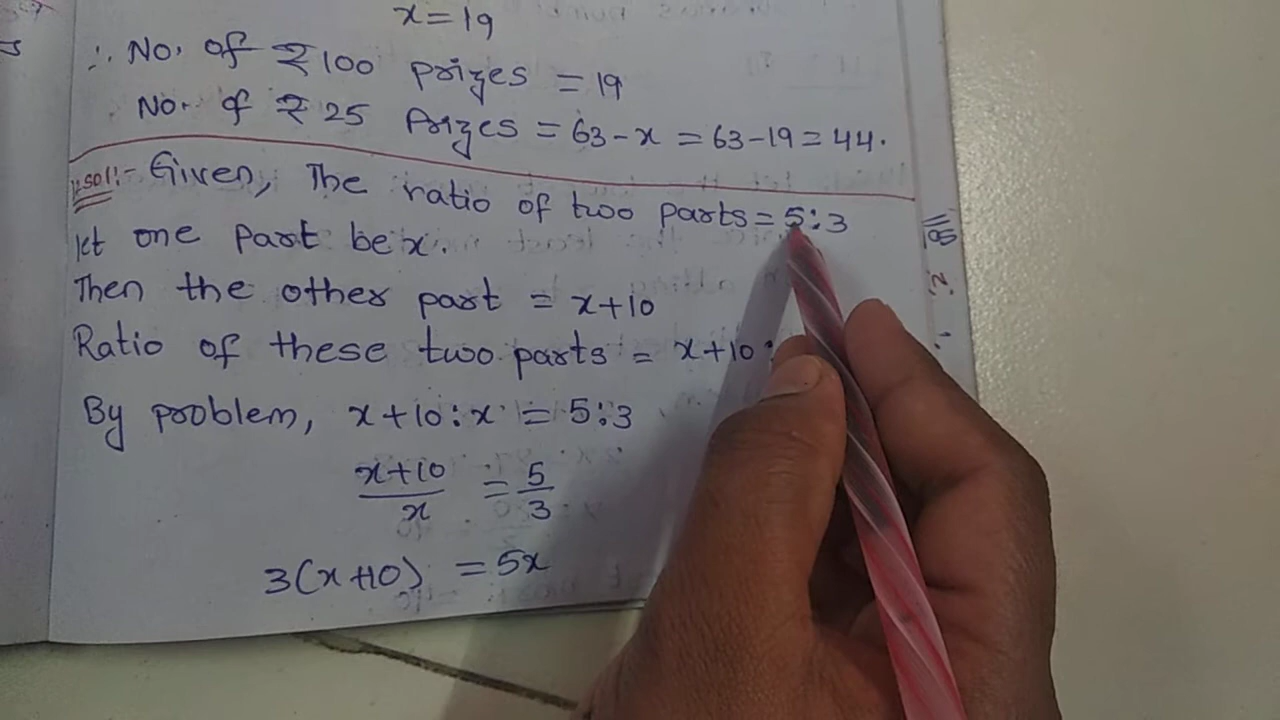 x=19
∴ No. of ₹100 prizes = 19
No. of ₹25 Prizes = 63-x = 63-19=44.
sol:- Given, The ratio of two parts=5:3
let one part be x.
Then the other part = x+10
Ratio of these two parts = x+10:
By problem, x+10:x = 5:3
x+10/x = 5/3
3(x+10) = 5x